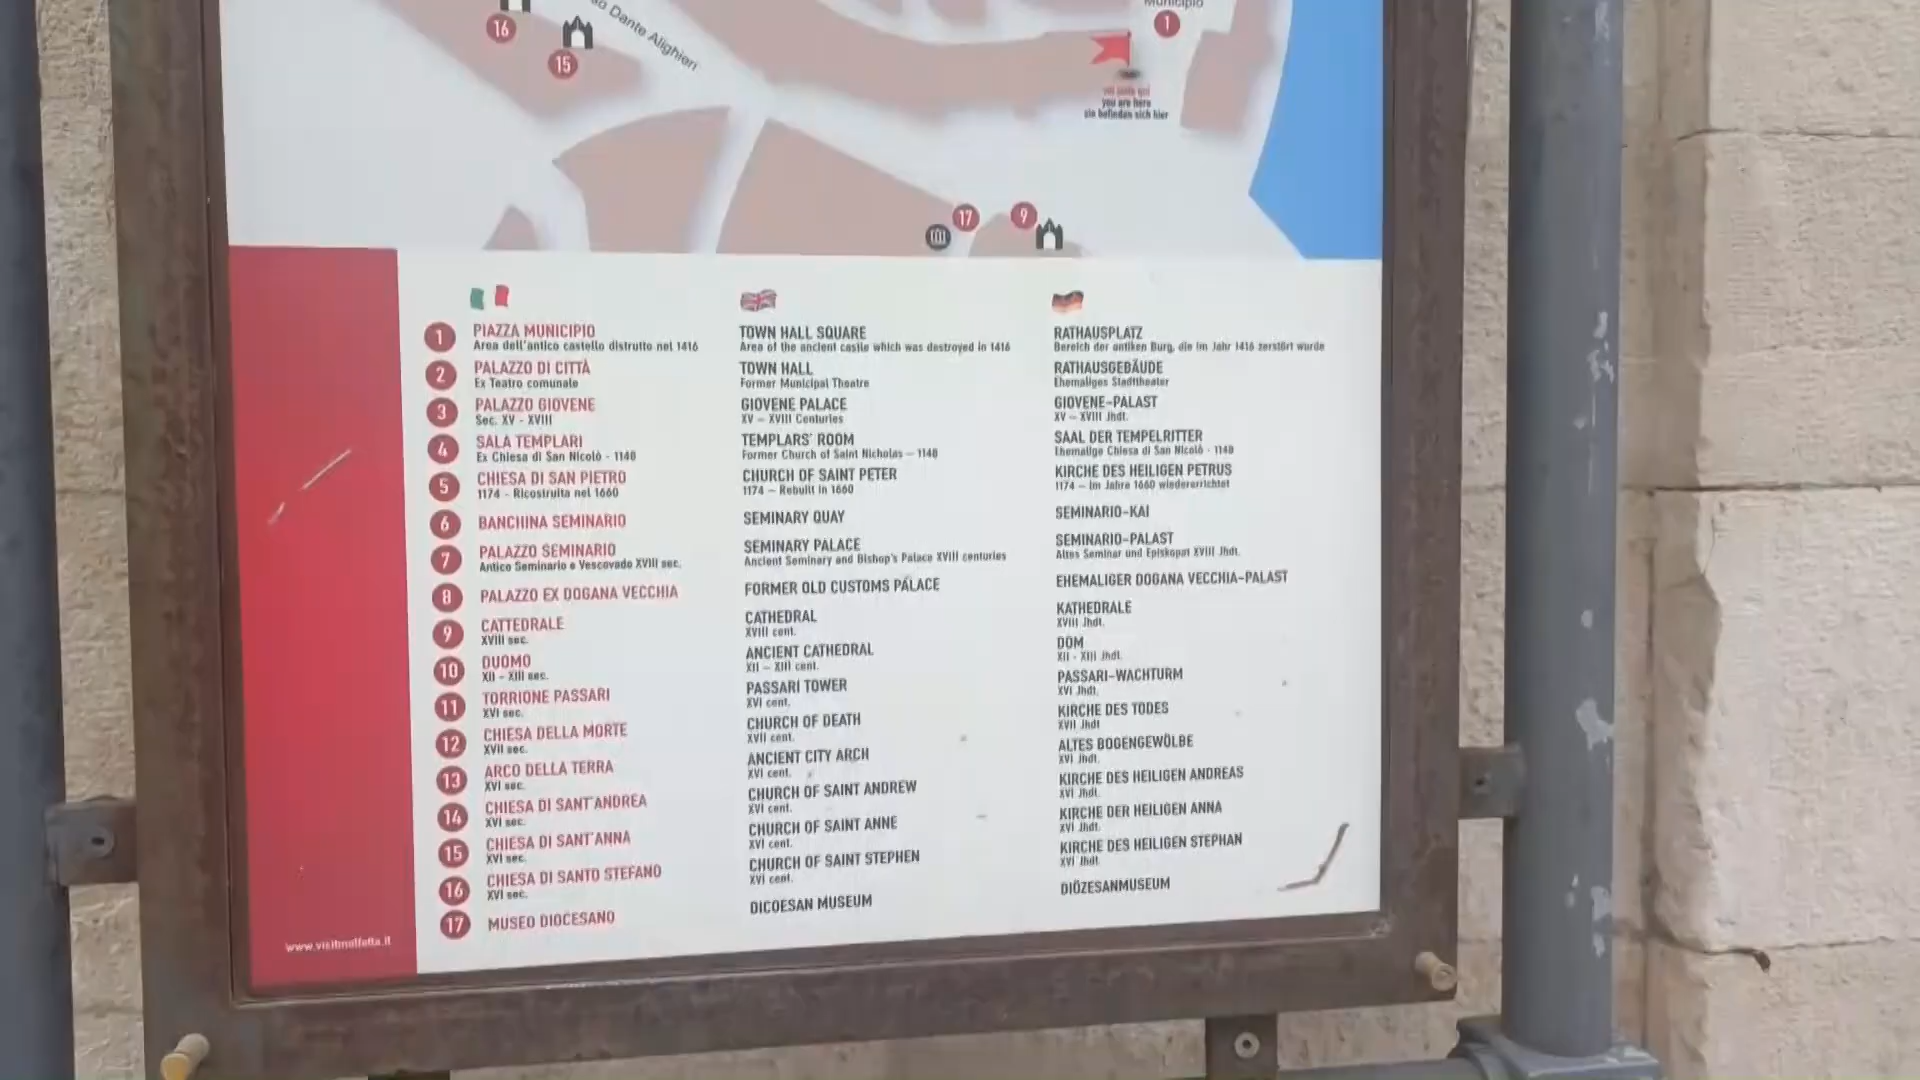 16
15
Dante Alighieri
Municipio
1
you are here
sie befinden sich hier
17
9
1 PIAZZA MUNICIPIO
Area dell'antico castello distrutto nel 1416
2 PALAZZO DI CITTÀ
Ex Teatro comunale
3 PALAZZO GIOVENE
Sec. XV - XVIII
4 SALA TEMPLARI
Ex Chiesa di San Nicolò - 1148
5 CHIESA DI SAN PIETRO
1174 - Ricostruita nel 1660
6 BANCHINA SEMINARIO
7 PALAZZO SEMINARIO
Antico Seminario e Vescovado XVIII sec.
8 PALAZZO EX DOGANA VECCHIA
9 CATTEDRALE
XVIII sec.
10 DUOMO
XII - XIII sec.
11 TORRIONE PASSARI
XVI sec.
12 CHIESA DELLA MORTE
XVII sec.
13 ARCO DELLA TERRA
XVI sec.
14 CHIESA DI SANT'ANDREA
XVI sec.
15 CHIESA DI SANT'ANNA
XVI sec.
16 CHIESA DI SANTO STEFANO
XVI sec.
17 MUSEO DIOCESANO
TOWN HALL SQUARE
Area of the ancient castle which was destroyed in 1416
TOWN HALL
Former Municipal Theatre
GIOVENE PALACE
XV – XVIII Centuries
TEMPLARS' ROOM
Former Church of Saint Nicholas – 1148
CHURCH OF SAINT PETER
1174 – Rebuilt in 1660
SEMINARY QUAY
SEMINARY PALACE
Ancient Seminary and Bishop's Palace XVIII centuries
FORMER OLD CUSTOMS PALACE
CATHEDRAL
XVIII cent.
ANCIENT CATHEDRAL
XII – XIII cent.
PASSARI TOWER
XVI cent.
CHURCH OF DEATH
XVII cent.
ANCIENT CITY ARCH
XVI cent.
CHURCH OF SAINT ANDREW
XVI cent.
CHURCH OF SAINT ANNE
XVI cent.
CHURCH OF SAINT STEPHEN
XVI cent.
DICOESAN MUSEUM
RATHAUSPLATZ
Bereich der antiken Burg, die im Jahr 1416 zerstört wurde
RATHAUSGEBÄUDE
Ehemaliges Stadttheater
GIOVENE-PALAST
XV – XVIII Jhdt.
SAAL DER TEMPELRITTER
Ehemalige Chiesa di San Nicolò - 1148
KIRCHE DES HEILIGEN PETRUS
1174 – im Jahre 1660 wiedererrichtet
SEMINARIO-KAI
SEMINARIO-PALAST
Altes Seminar und Episkopat XVIII Jhdt.
EHEMALIGER DOGANA VECCHIA-PALAST
KATHEDRALE
XVIII Jhdt.
DOM
XII - XIII Jhdt.
PASSARI-WACHTURM
XVI Jhdt.
KIRCHE DES TODES
XVII Jhdt
ALTES BOGENGEWÖLBE
XVI Jhdt.
KIRCHE DES HEILIGEN ANDREAS
XVI Jhdt.
KIRCHE DER HEILIGEN ANNA
XVI Jhdt.
KIRCHE DES HEILIGEN STEPHAN
XVI Jhdt
DIÖZESANMUSEUM
www.visitmolfetta.it